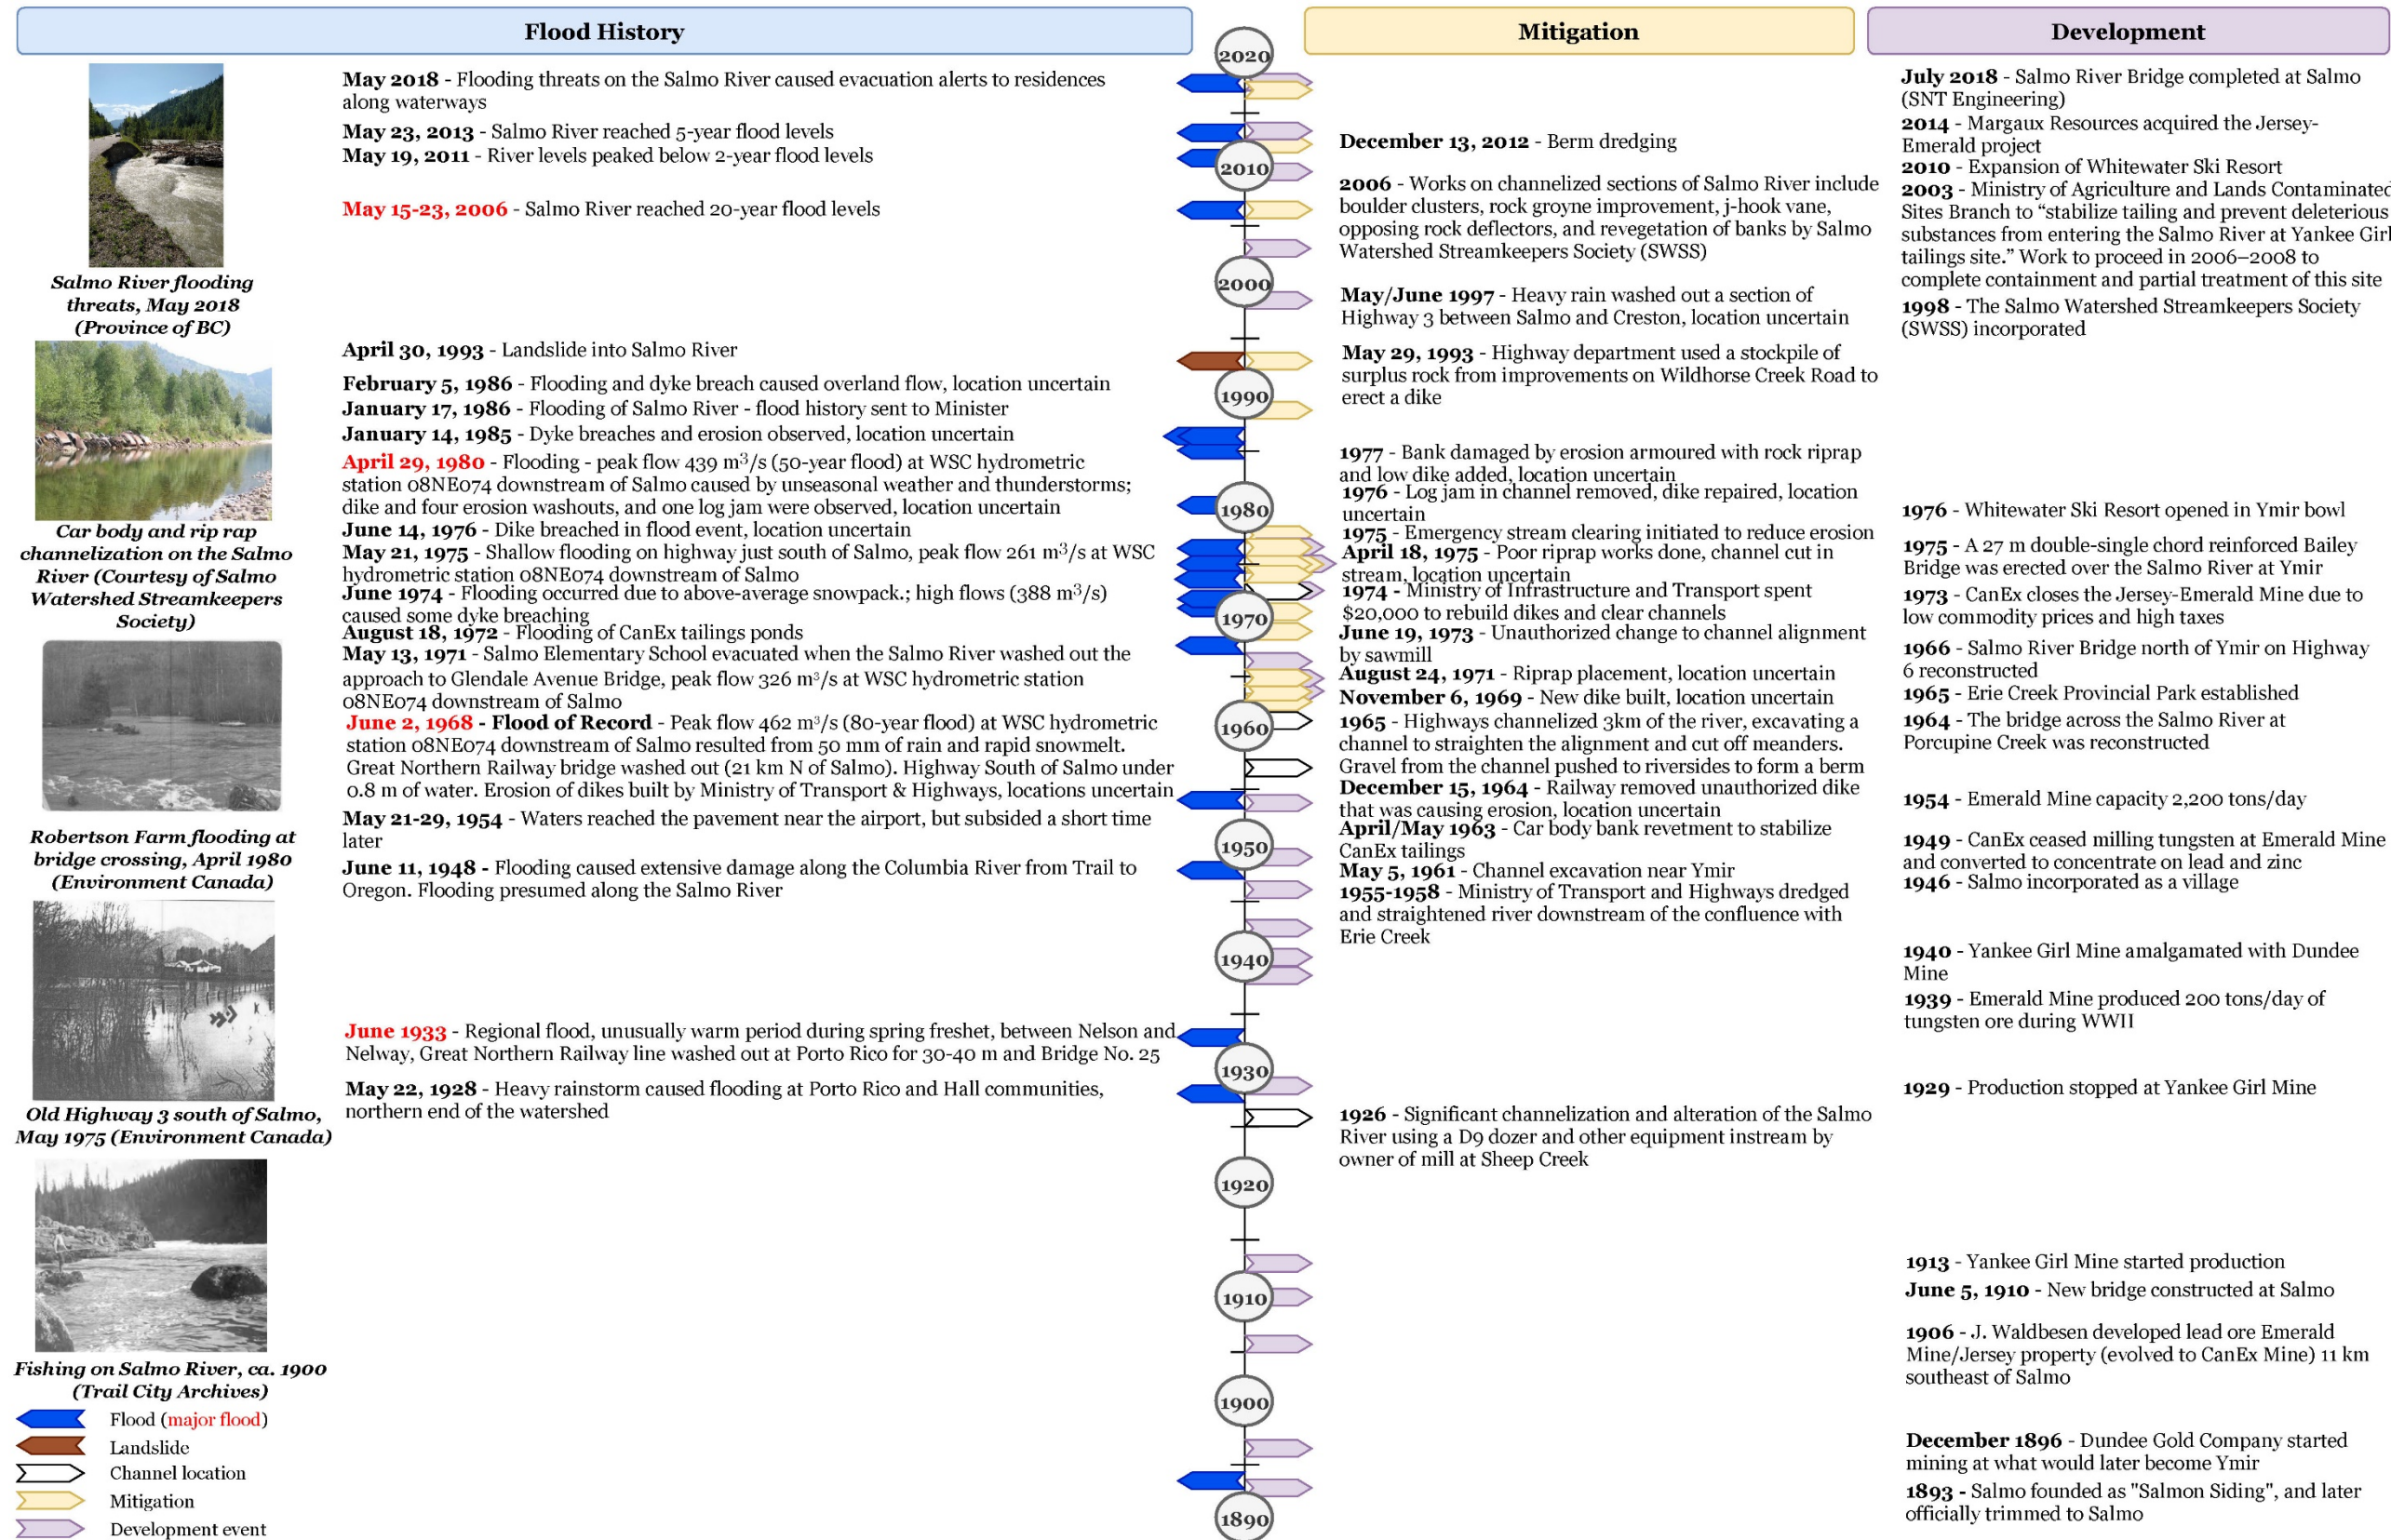 Flood History
Mitigation
Development
May 2018 - Flooding threats on the Salmo River caused evacuation alerts to residences
along waterways
May 23, 2013 - Salmo River reached 5-year flood levels
May 19, 2011 - River levels peaked below 2-year flood levels
May 15-23, 2006 - Salmo River reached 20-year flood levels
April 30, 1993 - Landslide into Salmo River
February 5, 1986 - Flooding and dyke breach caused overland flow, location uncertain
January 17, 1986 - Flooding of Salmo River - flood history sent to Minister
January 14, 1985 - Dyke breaches and erosion observed, location uncertain
April 29, 1980 - Flooding - peak flow 439 m³/s (50-year flood) at WSC hydrometric
station 08NE074 downstream of Salmo caused by unseasonal weather and thunderstorms;
dike and four erosion washouts, and one log jam were observed, location uncertain
June 14, 1976 - Dike breached in flood event, location uncertain
May 21, 1975 - Shallow flooding on highway just south of Salmo, peak flow 261 m³/s at WSC
hydrometric station 08NE074 downstream of Salmo
June 1974 - Flooding occurred due to above-average snowpack.; high flows (388 m³/s)
caused some dyke breaching
August 18, 1972 - Flooding of CanEx tailings ponds
May 13, 1971 - Salmo Elementary School evacuated when the Salmo River washed out the
approach to Glendale Avenue Bridge, peak flow 326 m³/s at WSC hydrometric station
08NE074 downstream of Salmo
June 2, 1968 - Flood of Record - Peak flow 462 m³/s (80-year flood) at WSC hydrometric
station 08NE074 downstream of Salmo resulted from 50 mm of rain and rapid snowmelt.
Great Northern Railway bridge washed out (21 km N of Salmo). Highway South of Salmo under
0.8 m of water. Erosion of dikes built by Ministry of Transport & Highways, locations uncertain
May 21-29, 1954 - Waters reached the pavement near the airport, but subsided a short time
later
June 11, 1948 - Flooding caused extensive damage along the Columbia River from Trail to
Oregon. Flooding presumed along the Salmo River
June 1933 - Regional flood, unusually warm period during spring freshet, between Nelson and
Nelway, Great Northern Railway line washed out at Porto Rico for 30-40 m and Bridge No. 25
May 22, 1928 - Heavy rainstorm caused flooding at Porto Rico and Hall communities,
northern end of the watershed
Salmo River flooding
threats, May 2018
(Province of BC)
Car body and rip rap
channelization on the Salmo
River (Courtesy of Salmo
Watershed Streamkeepers
Society)
Robertson Farm flooding at
bridge crossing, April 1980
(Environment Canada)
Old Highway 3 south of Salmo,
May 1975 (Environment Canada)
Fishing on Salmo River, ca. 1900
(Trail City Archives)
Flood (major flood)
Landslide
Channel location
Mitigation
Development event
2020
2010
2000
1990
1980
1970
1960
1950
1940
1930
1920
1910
1900
1890
December 13, 2012 - Berm dredging
2006 - Works on channelized sections of Salmo River include
boulder clusters, rock groyne improvement, j-hook vane,
opposing rock deflectors, and revegetation of banks by Salmo
Watershed Streamkeepers Society (SWSS)
May/June 1997 - Heavy rain washed out a section of
Highway 3 between Salmo and Creston, location uncertain
May 29, 1993 - Highway department used a stockpile of
surplus rock from improvements on Wildhorse Creek Road to
erect a dike
1977 - Bank damaged by erosion armoured with rock riprap
and low dike added, location uncertain
1976 - Log jam in channel removed, dike repaired, location
uncertain
1975 - Emergency stream clearing initiated to reduce erosion
April 18, 1975 - Poor riprap works done, channel cut in
stream, location uncertain
1974 - Ministry of Infrastructure and Transport spent
$20,000 to rebuild dikes and clear channels
June 19, 1973 - Unauthorized change to channel alignment
by sawmill
August 24, 1971 - Riprap placement, location uncertain
November 6, 1969 - New dike built, location uncertain
1965 - Highways channelized 3km of the river, excavating a
channel to straighten the alignment and cut off meanders.
Gravel from the channel pushed to riversides to form a berm
December 15, 1964 - Railway removed unauthorized dike
that was causing erosion, location uncertain
April/May 1963 - Car body bank revetment to stabilize
CanEx tailings
May 5, 1961 - Channel excavation near Ymir
1955-1958 - Ministry of Transport and Highways dredged
and straightened river downstream of the confluence with
Erie Creek
1926 - Significant channelization and alteration of the Salmo
River using a D9 dozer and other equipment instream by
owner of mill at Sheep Creek
July 2018 - Salmo River Bridge completed at Salmo
(SNT Engineering)
2014 - Margaux Resources acquired the Jersey-
Emerald project
2010 - Expansion of Whitewater Ski Resort
2003 - Ministry of Agriculture and Lands Contaminated
Sites Branch to “stabilize tailing and prevent deleterious
substances from entering the Salmo River at Yankee Girl
tailings site.” Work to proceed in 2006–2008 to
complete containment and partial treatment of this site
1998 - The Salmo Watershed Streamkeepers Society
(SWSS) incorporated
1976 - Whitewater Ski Resort opened in Ymir bowl
1975 - A 27 m double-single chord reinforced Bailey
Bridge was erected over the Salmo River at Ymir
1973 - CanEx closes the Jersey-Emerald Mine due to
low commodity prices and high taxes
1966 - Salmo River Bridge north of Ymir on Highway
6 reconstructed
1965 - Erie Creek Provincial Park established
1964 - The bridge across the Salmo River at
Porcupine Creek was reconstructed
1954 - Emerald Mine capacity 2,200 tons/day
1949 - CanEx ceased milling tungsten at Emerald Mine
and converted to concentrate on lead and zinc
1946 - Salmo incorporated as a village
1940 - Yankee Girl Mine amalgamated with Dundee
Mine
1939 - Emerald Mine produced 200 tons/day of
tungsten ore during WWII
1929 - Production stopped at Yankee Girl Mine
1913 - Yankee Girl Mine started production
June 5, 1910 - New bridge constructed at Salmo
1906 - J. Waldbesen developed lead ore Emerald
Mine/Jersey property (evolved to CanEx Mine) 11 km
southeast of Salmo
December 1896 - Dundee Gold Company started
mining at what would later become Ymir
1893 - Salmo founded as "Salmon Siding", and later
officially trimmed to Salmo